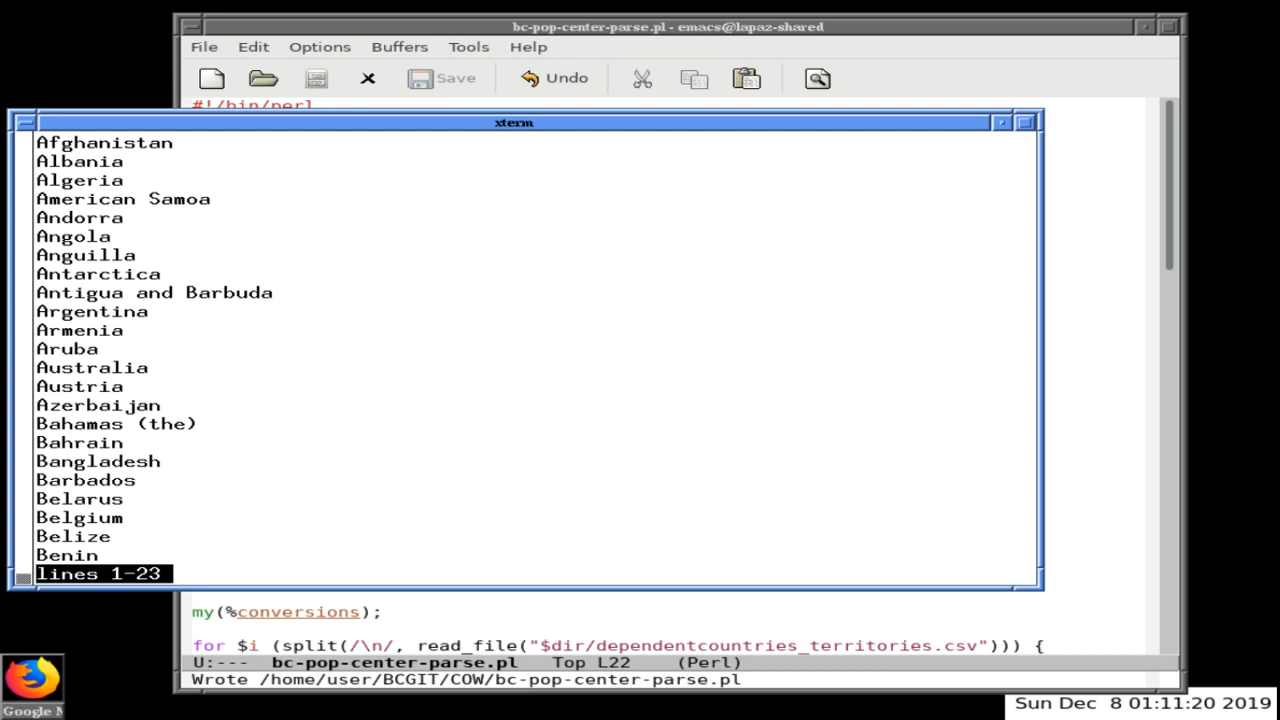 bc-pop-center-parse.pl - emacs@lapaz-shared
File Edit Options Buffers Tools Help
Save Undo
#!/bin/perl
xterm
Afghanistan
Albania
Algeria
American Samoa
Andorra
Angola
Anguilla
Antarctica
Antigua and Barbuda
Argentina
Armenia
Aruba
Australia
Austria
Azerbaijan
Bahamas (the)
Bahrain
Bangladesh
Barbados
Belarus
Belgium
Belize
Benin
lines 1-23
my(%conversions);
for $i (split(/\n/, read_file("$dir/dependentcountries_territories.csv"))) {
U:--- bc-pop-center-parse.pl Top L22 (Perl)
Wrote /home/user/BCGIT/COW/bc-pop-center-parse.pl
Google
Sun Dec 8 01:11:20 2019